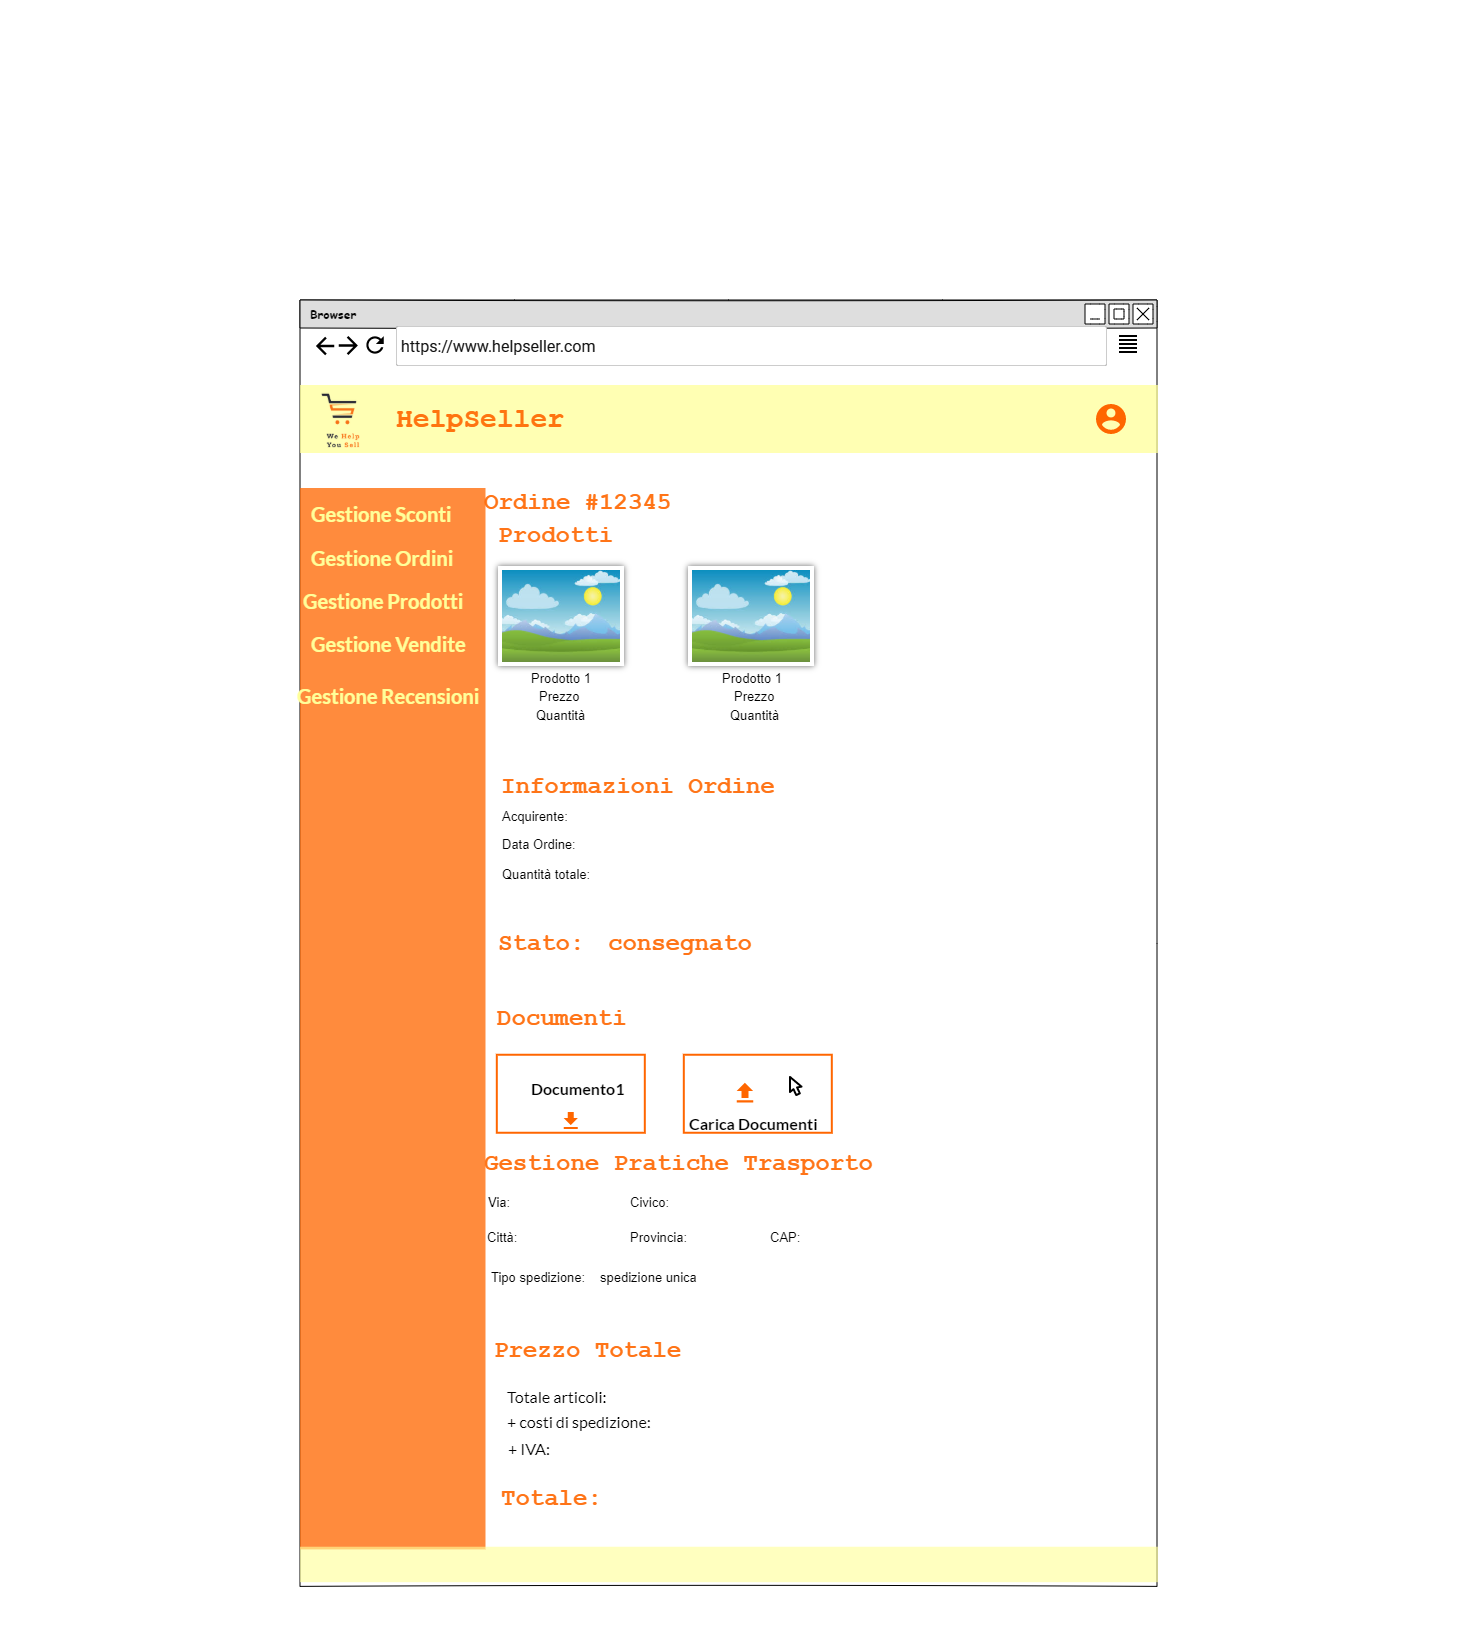 Browser
https://www.helpseller.com
We Help
You Sell
HelpSeller
Gestione Sconti
Gestione Ordini
Gestione Prodotti
Gestione Vendite
Gestione Recensioni
Ordine #12345
Prodotti
Prodotto 1
Prezzo
Quantità
Prodotto 1
Prezzo
Quantità
Informazioni Ordine
Acquirente:
Data Ordine:
Quantità totale:
Stato: consegnato
Documenti
Documento1
Carica Documenti
Gestione Pratiche Trasporto
Via: Civico:
Città: Provincia: CAP:
Tipo spedizione: spedizione unica
Prezzo Totale
Totale articoli:
+ costi di spedizione:
+ IVA:
Totale: